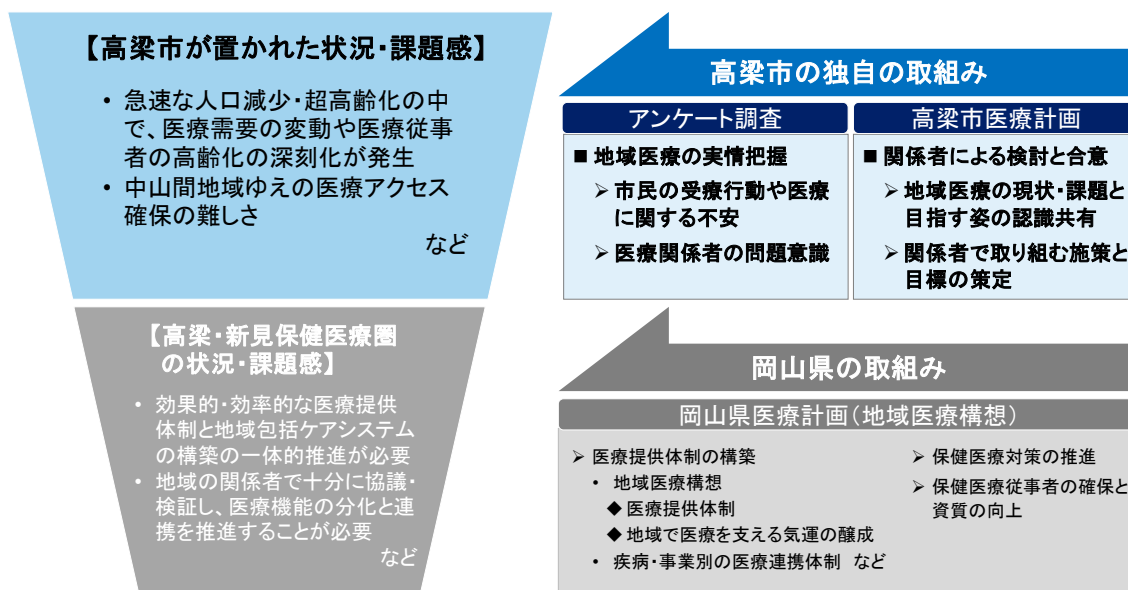 【高梁市が置かれた状況・課題感】
• 急速な人口減少・超高齢化の中
で、医療需要の変動や医療従事
者の高齢化の深刻化が発生
• 中山間地域ゆえの医療アクセス
確保の難しさ
など
【高梁・新見保健医療圏
の状況・課題感】
• 効果的・効率的な医療提供
体制と地域包括ケアシステム
の構築の一体的推進が必要
• 地域の関係者で十分に協議・
検証し、医療機能の分化と連
携を推進することが必要
など
高梁市の独自の取組み
アンケート調査
■ 地域医療の実情把握
➢ 市民の受療行動や医療
に関する不安
➢ 医療関係者の問題意識
高梁市医療計画
■ 関係者による検討と合意
➢ 地域医療の現状・課題と
目指す姿の認識共有
➢ 関係者で取り組む施策と
目標の策定
岡山県の取組み
岡山県医療計画（地域医療構想）
➢ 医療提供体制の構築
• 地域医療構想
◆ 医療提供体制
◆ 地域で医療を支える気運の醸成
• 疾病・事業別の医療連携体制 など
➢ 保健医療対策の推進
➢ 保健医療従事者の確保と
資質の向上